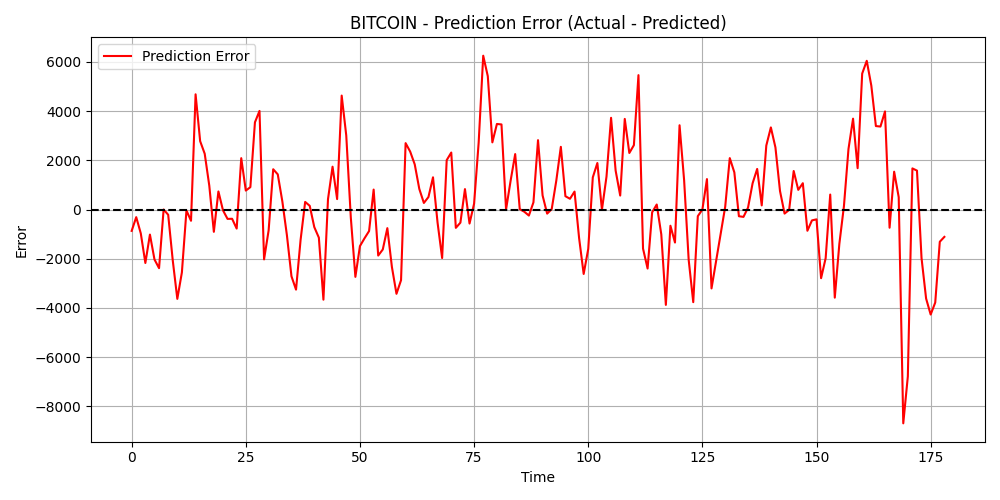 BITCOIN - Prediction Error (Actual - Predicted)
Prediction Error
6000
4000
2000
0
−2000
−4000
−6000
−8000
Error
0 25 50 75 100 125 150 175
Time